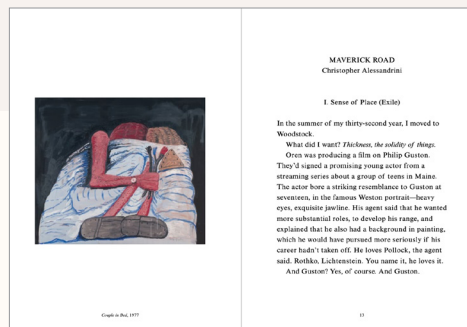 Couple in Bed, 1977
MAVERICK ROAD
Christopher Alessandrini
I. Sense of Place (Exile)
In the summer of my thirty-second year, I moved to
Woodstock.
What did I want? Thickness, the solidity of things.
Oren was producing a film on Philip Guston.
They'd signed a promising young actor from a
streaming series about a group of teens in Maine.
The actor bore a striking resemblance to Guston at
seventeen, in the famous Weston portrait—heavy
eyes, exquisite jawline. His agent said that he wanted
more substantial roles, to develop his range, and
explained that he also had a background in painting,
which he would have pursued more seriously if his
career hadn't taken off. He loves Pollock, the agent
said. Rothko, Lichtenstein. You name it, he loves it.
And Guston? Yes, of course. And Guston.